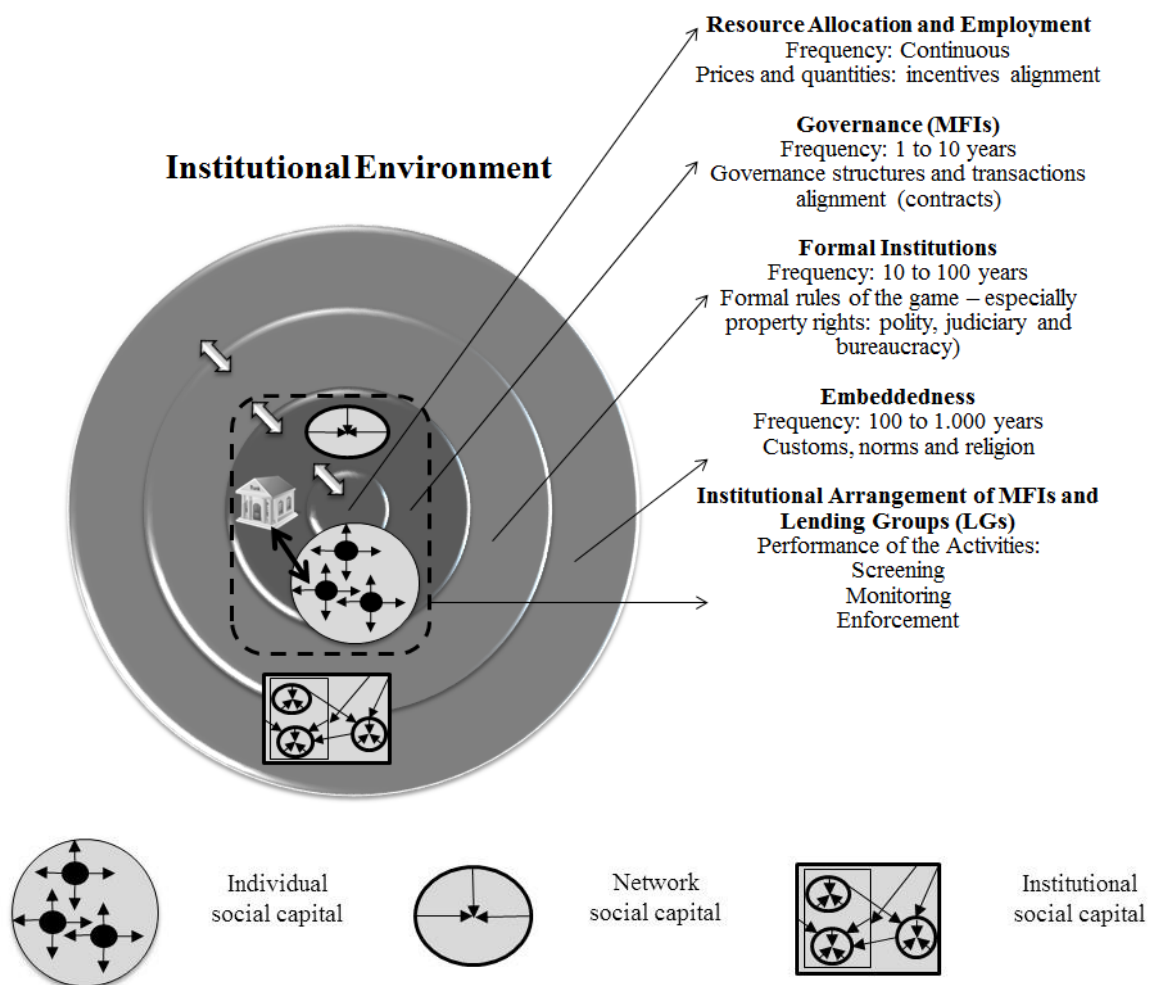 Institutional Environment
Resource Allocation and Employment
Frequency: Continuous
Prices and quantities: incentives alignment
Governance (MFIs)
Frequency: 1 to 10 years
Governance structures and transactions
alignment (contracts)
Formal Institutions
Frequency: 10 to 100 years
Formal rules of the game – especially
property rights: polity, judiciary and
bureaucracy)
Embeddedness
Frequency: 100 to 1.000 years
Customs, norms and religion
Institutional Arrangement of MFIs and
Lending Groups (LGs)
Performance of the Activities:
Screening
Monitoring
Enforcement
Individual
social capital
Network
social capital
Institutional
social capital